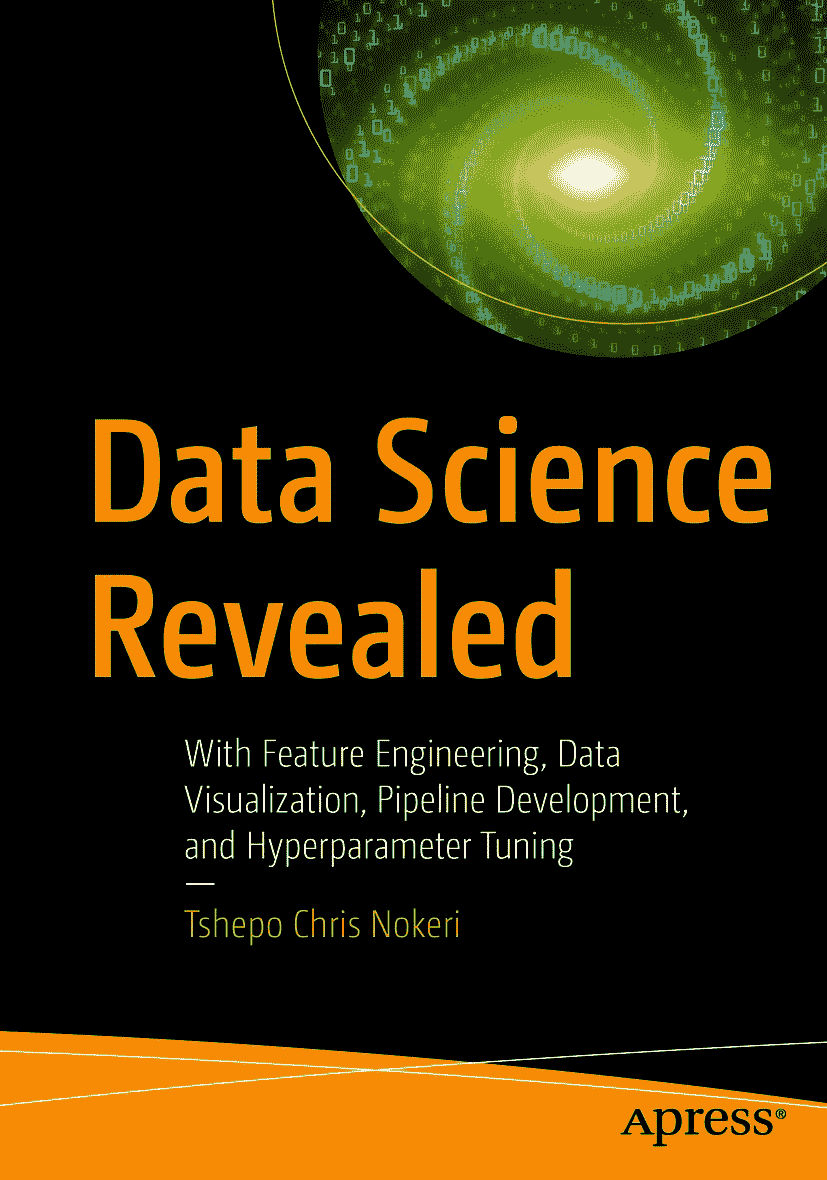 Data Science
Revealed
With Feature Engineering, Data
Visualization, Pipeline Development,
and Hyperparameter Tuning
—
Tshepo Chris Nokeri
Apress®